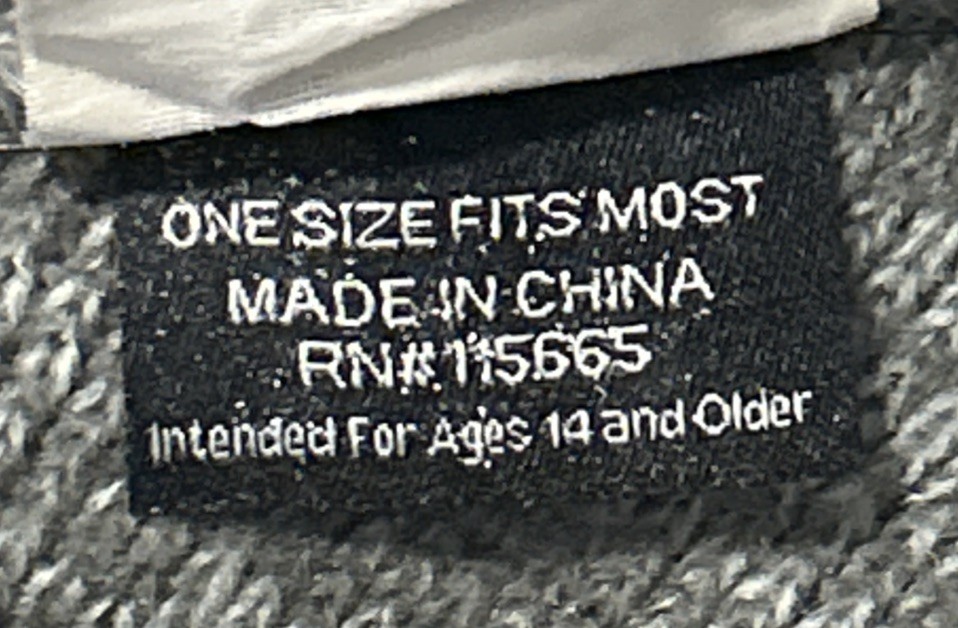 ONE SIZE FITS MOST
MADE IN CHINA
RN#115665
Intended For Ages 14 and Older